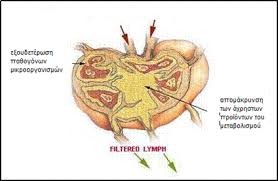 εξουδετέρωση
παθογόνων
μικροοργανισμών
απομάκρυνση
των άχρηστων
προϊόντων του
μεταβολισμού
FILTERED LYMPH